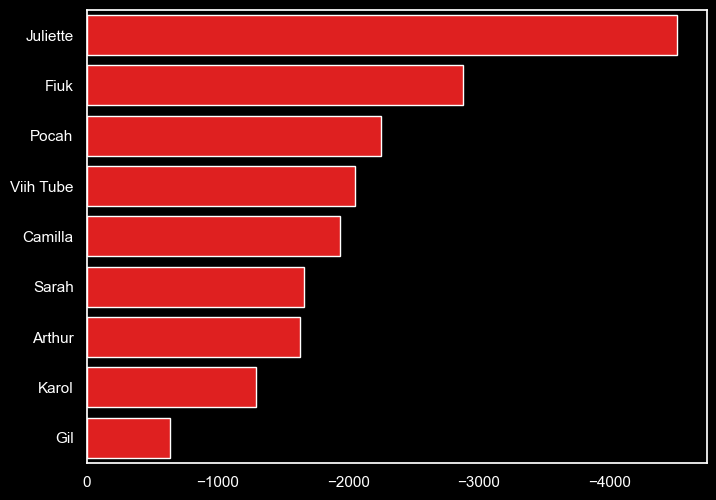 Juliette
Fiuk
Pocah
Viih Tube
Camilla
Sarah
Arthur
Karol
Gil
0 −1000 −2000 −3000 −4000